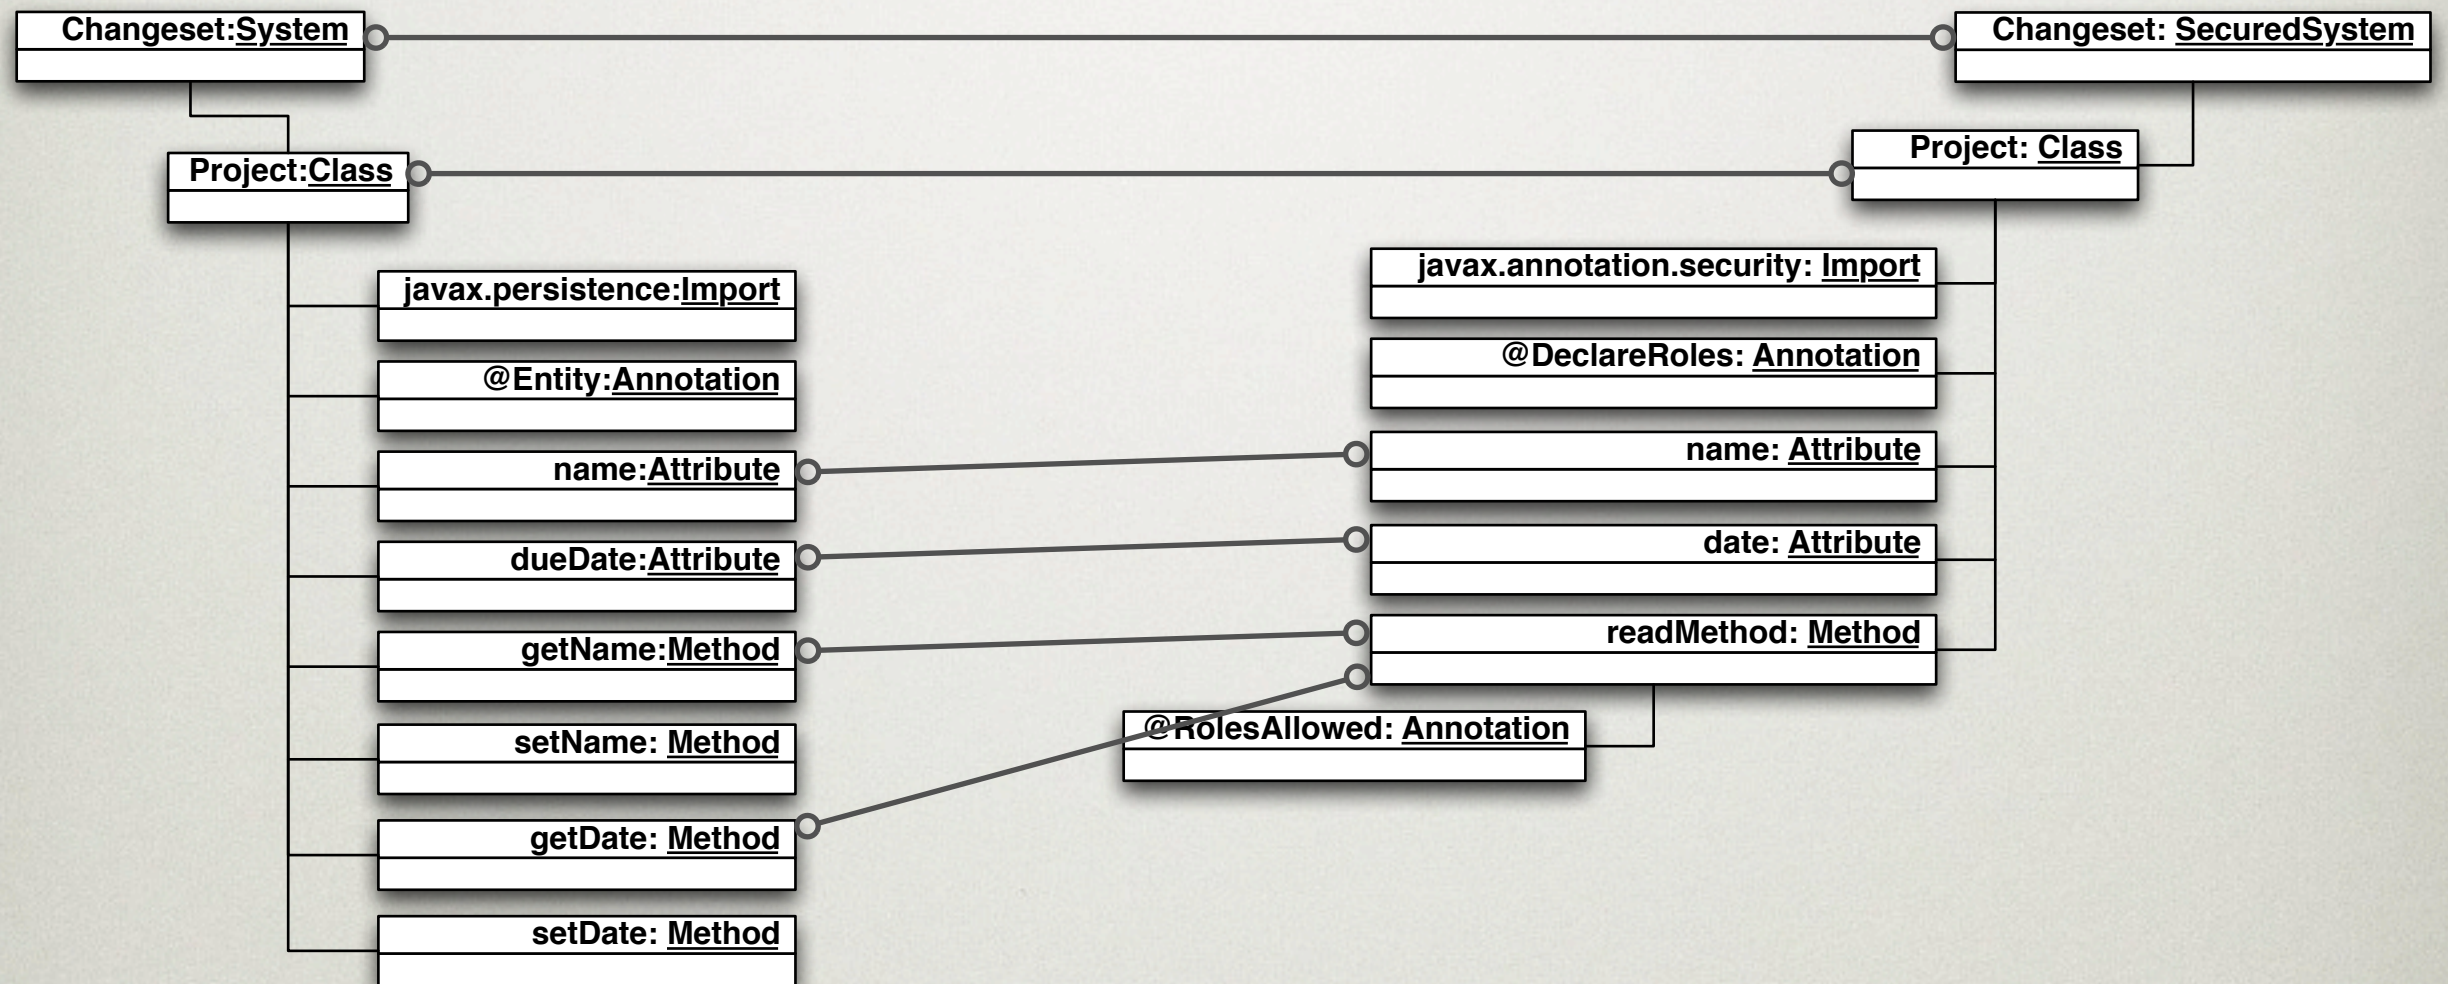 Changeset:System
Changeset: SecuredSystem
Project:Class
Project: Class
javax.persistence:Import
@Entity:Annotation
name:Attribute
dueDate:Attribute
getName:Method
setName: Method
getDate: Method
setDate: Method
javax.annotation.security: Import
@DeclareRoles: Annotation
name: Attribute
date: Attribute
readMethod: Method
@RolesAllowed: Annotation